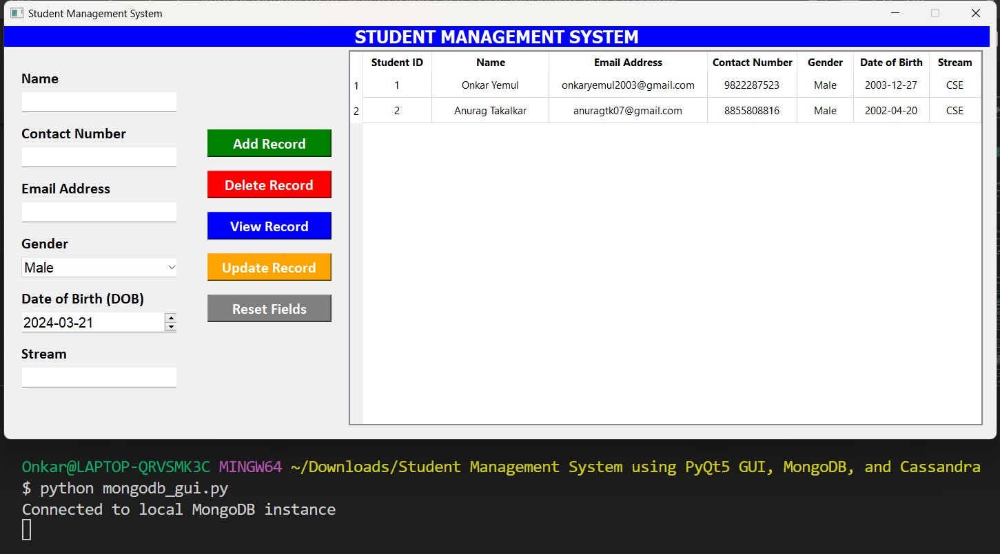 Student Management System
STUDENT MANAGEMENT SYSTEM
Name
Contact Number
Email Address
Gender
Male
Date of Birth (DOB)
2024-03-21
Stream
Add Record
Delete Record
View Record
Update Record
Reset Fields
Student ID Name Email Address Contact Number Gender Date of Birth Stream
1 1 Onkar Yemul onkaryemul2003@gmail.com 9822287523 Male 2003-12-27 CSE
2 2 Anurag Takalkar anuragtk07@gmail.com 8855808816 Male 2002-04-20 CSE
Onkar@LAPTOP-QRVSMK3C MINGW64 ~/Downloads/Student Management System using PyQt5 GUI, MongoDB, and Cassandra
$ python mongodb_gui.py
Connected to local MongoDB instance